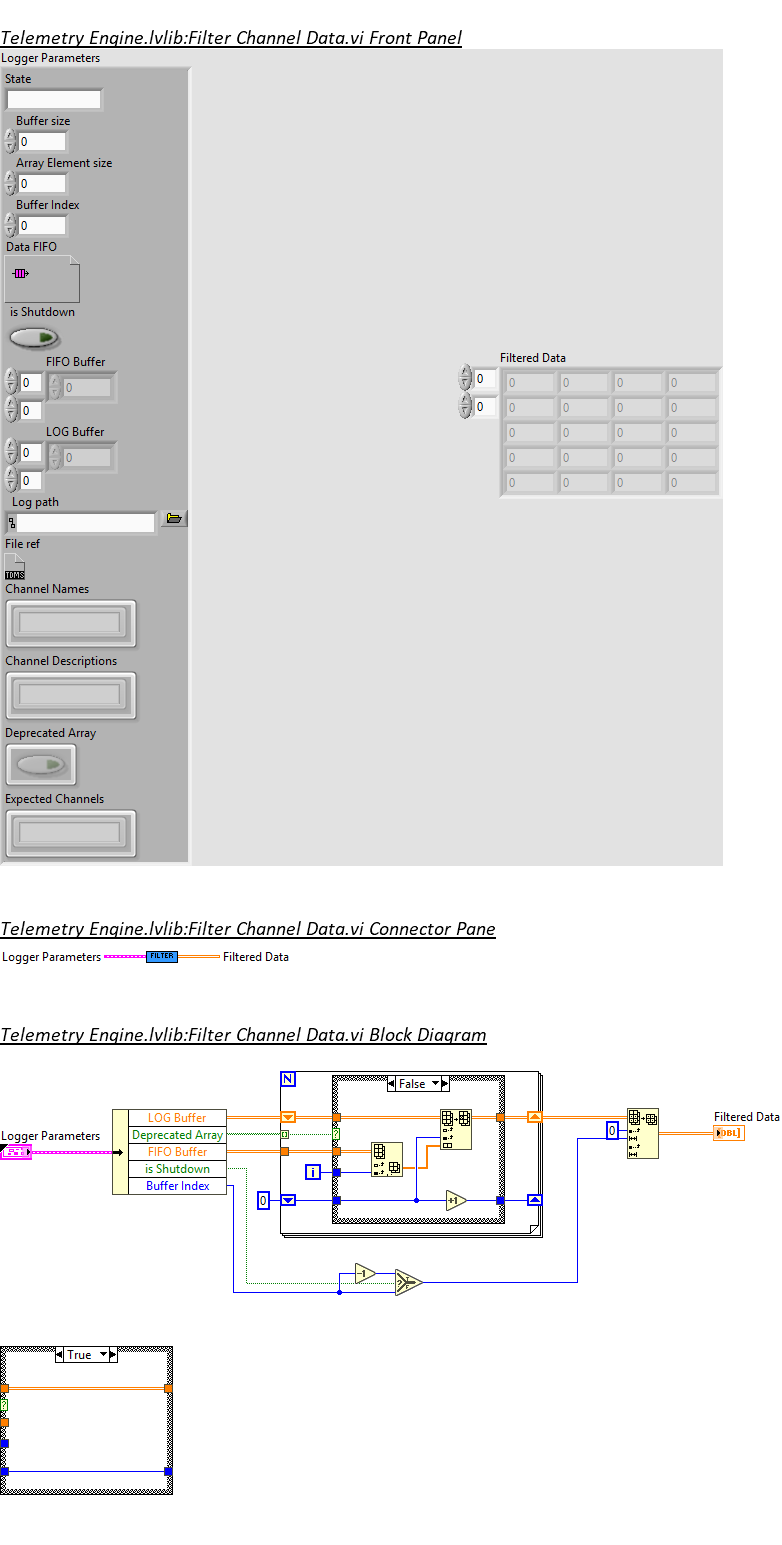 Telemetry Engine.lvlib:Filter Channel Data.vi Front Panel
Logger Parameters
State
Buffer size
0
Array Element size
0
Buffer Index
0
Data FIFO
is Shutdown
FIFO Buffer
0 0
0
LOG Buffer
0 0
0
Filtered Data
0 0 0 0 0
0 0 0 0 0
0 0 0 0
0 0 0 0
0 0 0 0
Log path
File ref
TDMS
Channel Names
Channel Descriptions
Deprecated Array
Expected Channels
Telemetry Engine.lvlib:Filter Channel Data.vi Connector Pane
Logger Parameters FILTER Filtered Data
Telemetry Engine.lvlib:Filter Channel Data.vi Block Diagram
N
False
Logger Parameters
LOG Buffer
Deprecated Array
FIFO Buffer
is Shutdown
Buffer Index
?
i
0
+1
0
Filtered Data
DBL
-1
? T F
True
?